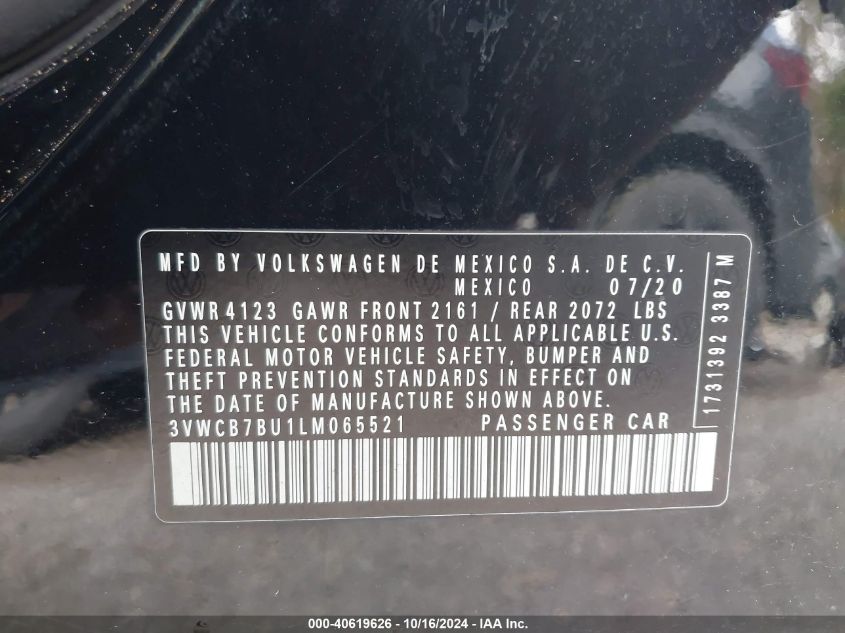 MFD BY VOLKSWAGEN DE MEXICO S.A. DE C.V.
MEXICO 07/20
GVWR 4123 GAWR FRONT 2161 / REAR 2072 LBS
THIS VEHICLE CONFORMS TO ALL APPLICABLE U.S.
FEDERAL MOTOR VEHICLE SAFETY, BUMPER AND
THEFT PREVENTION STANDARDS IN EFFECT ON
THE DATE OF MANUFACTURE SHOWN ABOVE.
3VWCB7BU1LM065521 PASSENGER CAR
1731392 3387 M
000-40619626 - 10/16/2024 - IAA Inc.